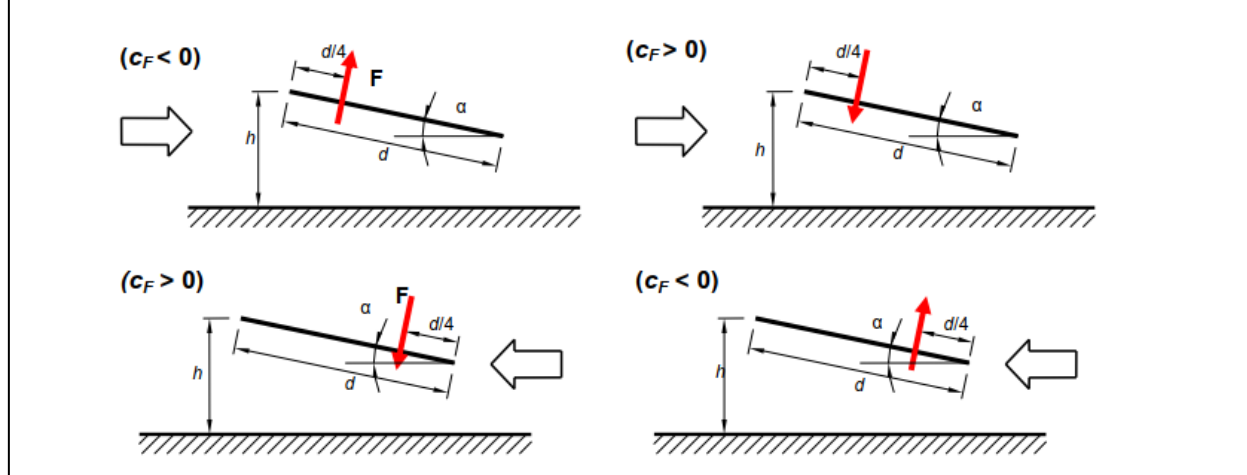 (cF < 0)
d/4
F
α
h
d
(cF > 0)
d/4
α
h
d
(cF > 0)
α
F
d/4
h
d
(cF < 0)
α
d/4
h
d